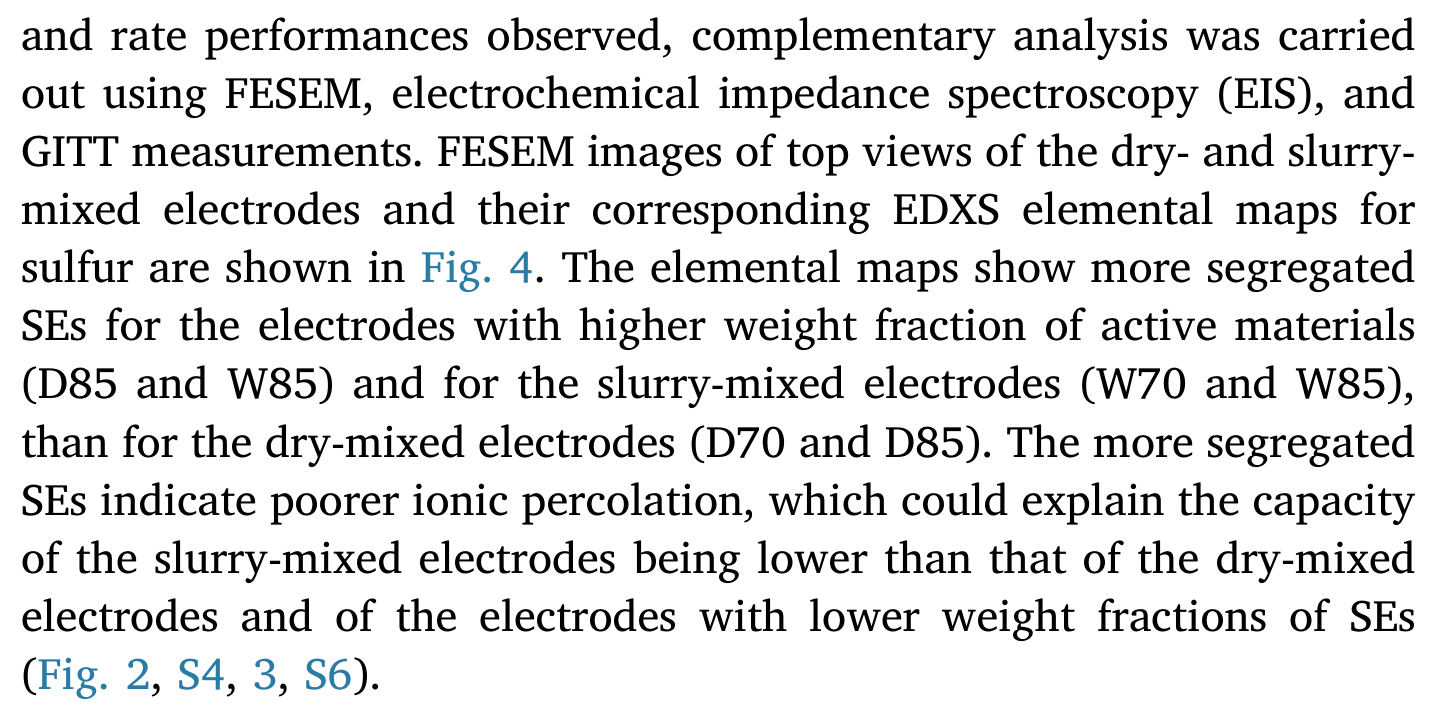 and rate performances observed, complementary analysis was carried
out using FESEM, electrochemical impedance spectroscopy (EIS), and
GITT measurements. FESEM images of top views of the dry- and slurry-
mixed electrodes and their corresponding EDXS elemental maps for
sulfur are shown in Fig. 4. The elemental maps show more segregated
SEs for the electrodes with higher weight fraction of active materials
(D85 and W85) and for the slurry-mixed electrodes (W70 and W85),
than for the dry-mixed electrodes (D70 and D85). The more segregated
SEs indicate poorer ionic percolation, which could explain the capacity
of the slurry-mixed electrodes being lower than that of the dry-mixed
electrodes and of the electrodes with lower weight fractions of SEs
(Fig. 2, S4, 3, S6).